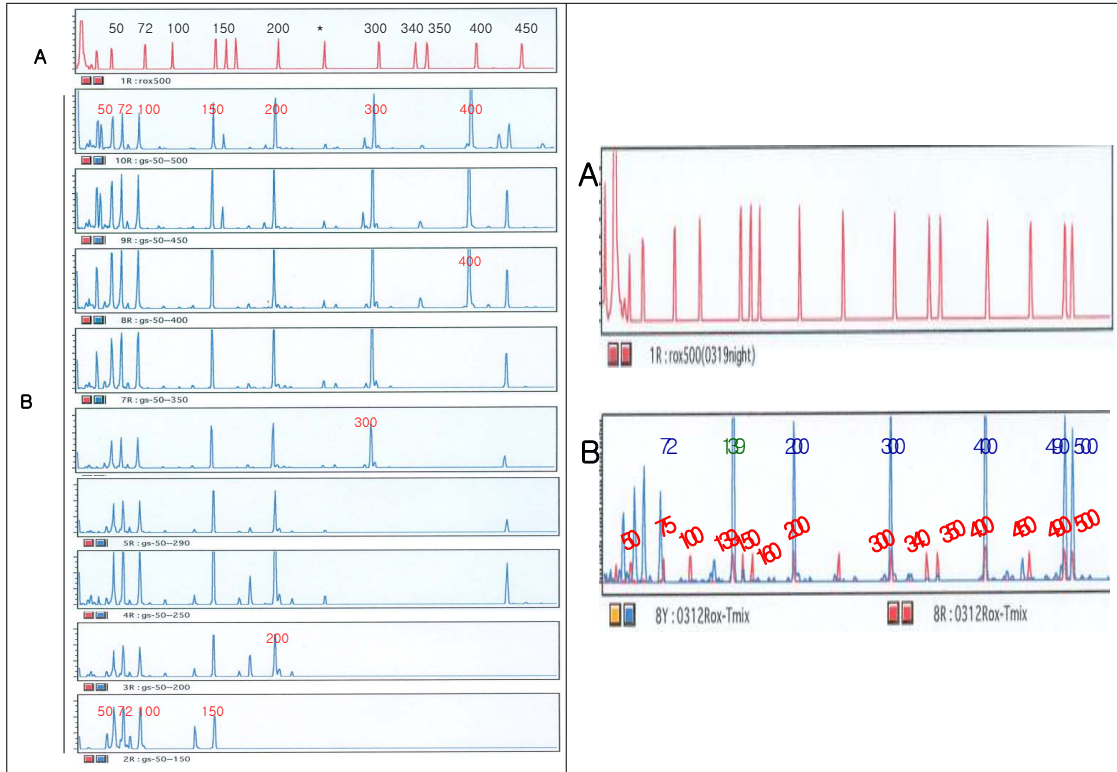 50 72 100 150 200 * 300 340 350 400 450
A
1R : rox500
50 72 100 150 200 300 400
10R : gs-50--500
9R : gs-50--450
400
8R : gs-50--400
7R : gs-50--350
B
300
5R : gs-50--290
4R : gs-50--250
200
3R : gs-50--200
50 72 100 150
2R : gs-50--150
A
1R : rox500(0319night)
B
72 139 200 300 400 490 500
50 75 100 139 150 160 200 300 340 350 400 450 490 500
8Y : 0312Rox-Tmix 8R : 0312Rox-Tmix